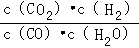 c (CO₂) •c (H₂)
c (CO) •c (H₂O)